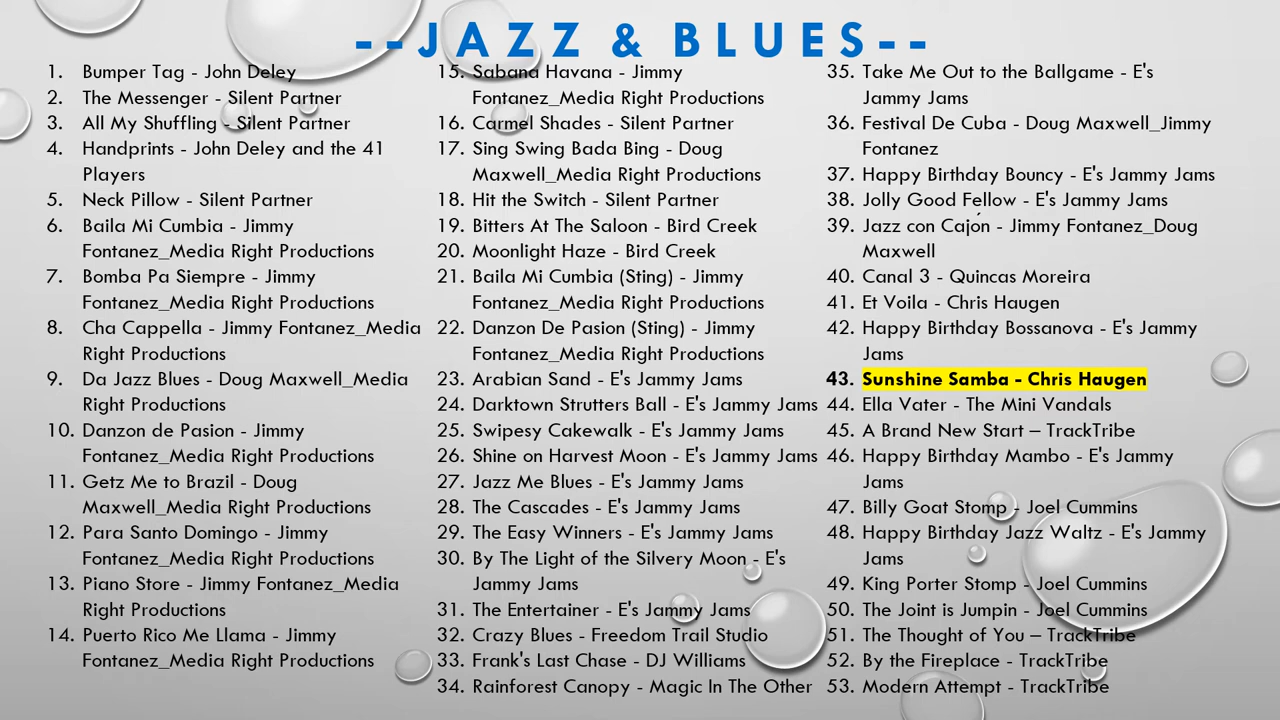 --JAZZ & BLUES--
1. Bumper Tag - John Deley
2. The Messenger - Silent Partner
3. All My Shuffling - Silent Partner
4. Handprints - John Deley and the 41
Players
5. Neck Pillow - Silent Partner
6. Baila Mi Cumbia - Jimmy
Fontanez_Media Right Productions
7. Bomba Pa Siempre - Jimmy
Fontanez_Media Right Productions
8. Cha Cappella - Jimmy Fontanez_Media
Right Productions
9. Da Jazz Blues - Doug Maxwell_Media
Right Productions
10. Danzon de Pasion - Jimmy
Fontanez_Media Right Productions
11. Getz Me to Brazil - Doug
Maxwell_Media Right Productions
12. Para Santo Domingo - Jimmy
Fontanez_Media Right Productions
13. Piano Store - Jimmy Fontanez_Media
Right Productions
14. Puerto Rico Me Llama - Jimmy
Fontanez_Media Right Productions
15. Sabana Havana - Jimmy
Fontanez_Media Right Productions
16. Carmel Shades - Silent Partner
17. Sing Swing Bada Bing - Doug
Maxwell_Media Right Productions
18. Hit the Switch - Silent Partner
19. Bitters At The Saloon - Bird Creek
20. Moonlight Haze - Bird Creek
21. Baila Mi Cumbia (Sting) - Jimmy
Fontanez_Media Right Productions
22. Danzon De Pasion (Sting) - Jimmy
Fontanez_Media Right Productions
23. Arabian Sand - E's Jammy Jams
24. Darktown Strutters Ball - E's Jammy Jams
25. Swipesy Cakewalk - E's Jammy Jams
26. Shine on Harvest Moon - E's Jammy Jams
27. Jazz Me Blues - E's Jammy Jams
28. The Cascades - E's Jammy Jams
29. The Easy Winners - E's Jammy Jams
30. By The Light of the Silvery Moon - E's
Jammy Jams
31. The Entertainer - E's Jammy Jams
32. Crazy Blues - Freedom Trail Studio
33. Frank's Last Chase - DJ Williams
34. Rainforest Canopy - Magic In The Other
35. Take Me Out to the Ballgame - E's
Jammy Jams
36. Festival De Cuba - Doug Maxwell_Jimmy
Fontanez
37. Happy Birthday Bouncy - E's Jammy Jams
38. Jolly Good Fellow - E's Jammy Jams
39. Jazz con Cajón - Jimmy Fontanez_Doug
Maxwell
40. Canal 3 - Quincas Moreira
41. Et Voila - Chris Haugen
42. Happy Birthday Bossanova - E's Jammy
Jams
43. Sunshine Samba - Chris Haugen
44. Ella Vater - The Mini Vandals
45. A Brand New Start – TrackTribe
46. Happy Birthday Mambo - E's Jammy
Jams
47. Billy Goat Stomp - Joel Cummins
48. Happy Birthday Jazz Waltz - E's Jammy
Jams
49. King Porter Stomp - Joel Cummins
50. The Joint is Jumpin - Joel Cummins
51. The Thought of You – TrackTribe
52. By the Fireplace - TrackTribe
53. Modern Attempt - TrackTribe